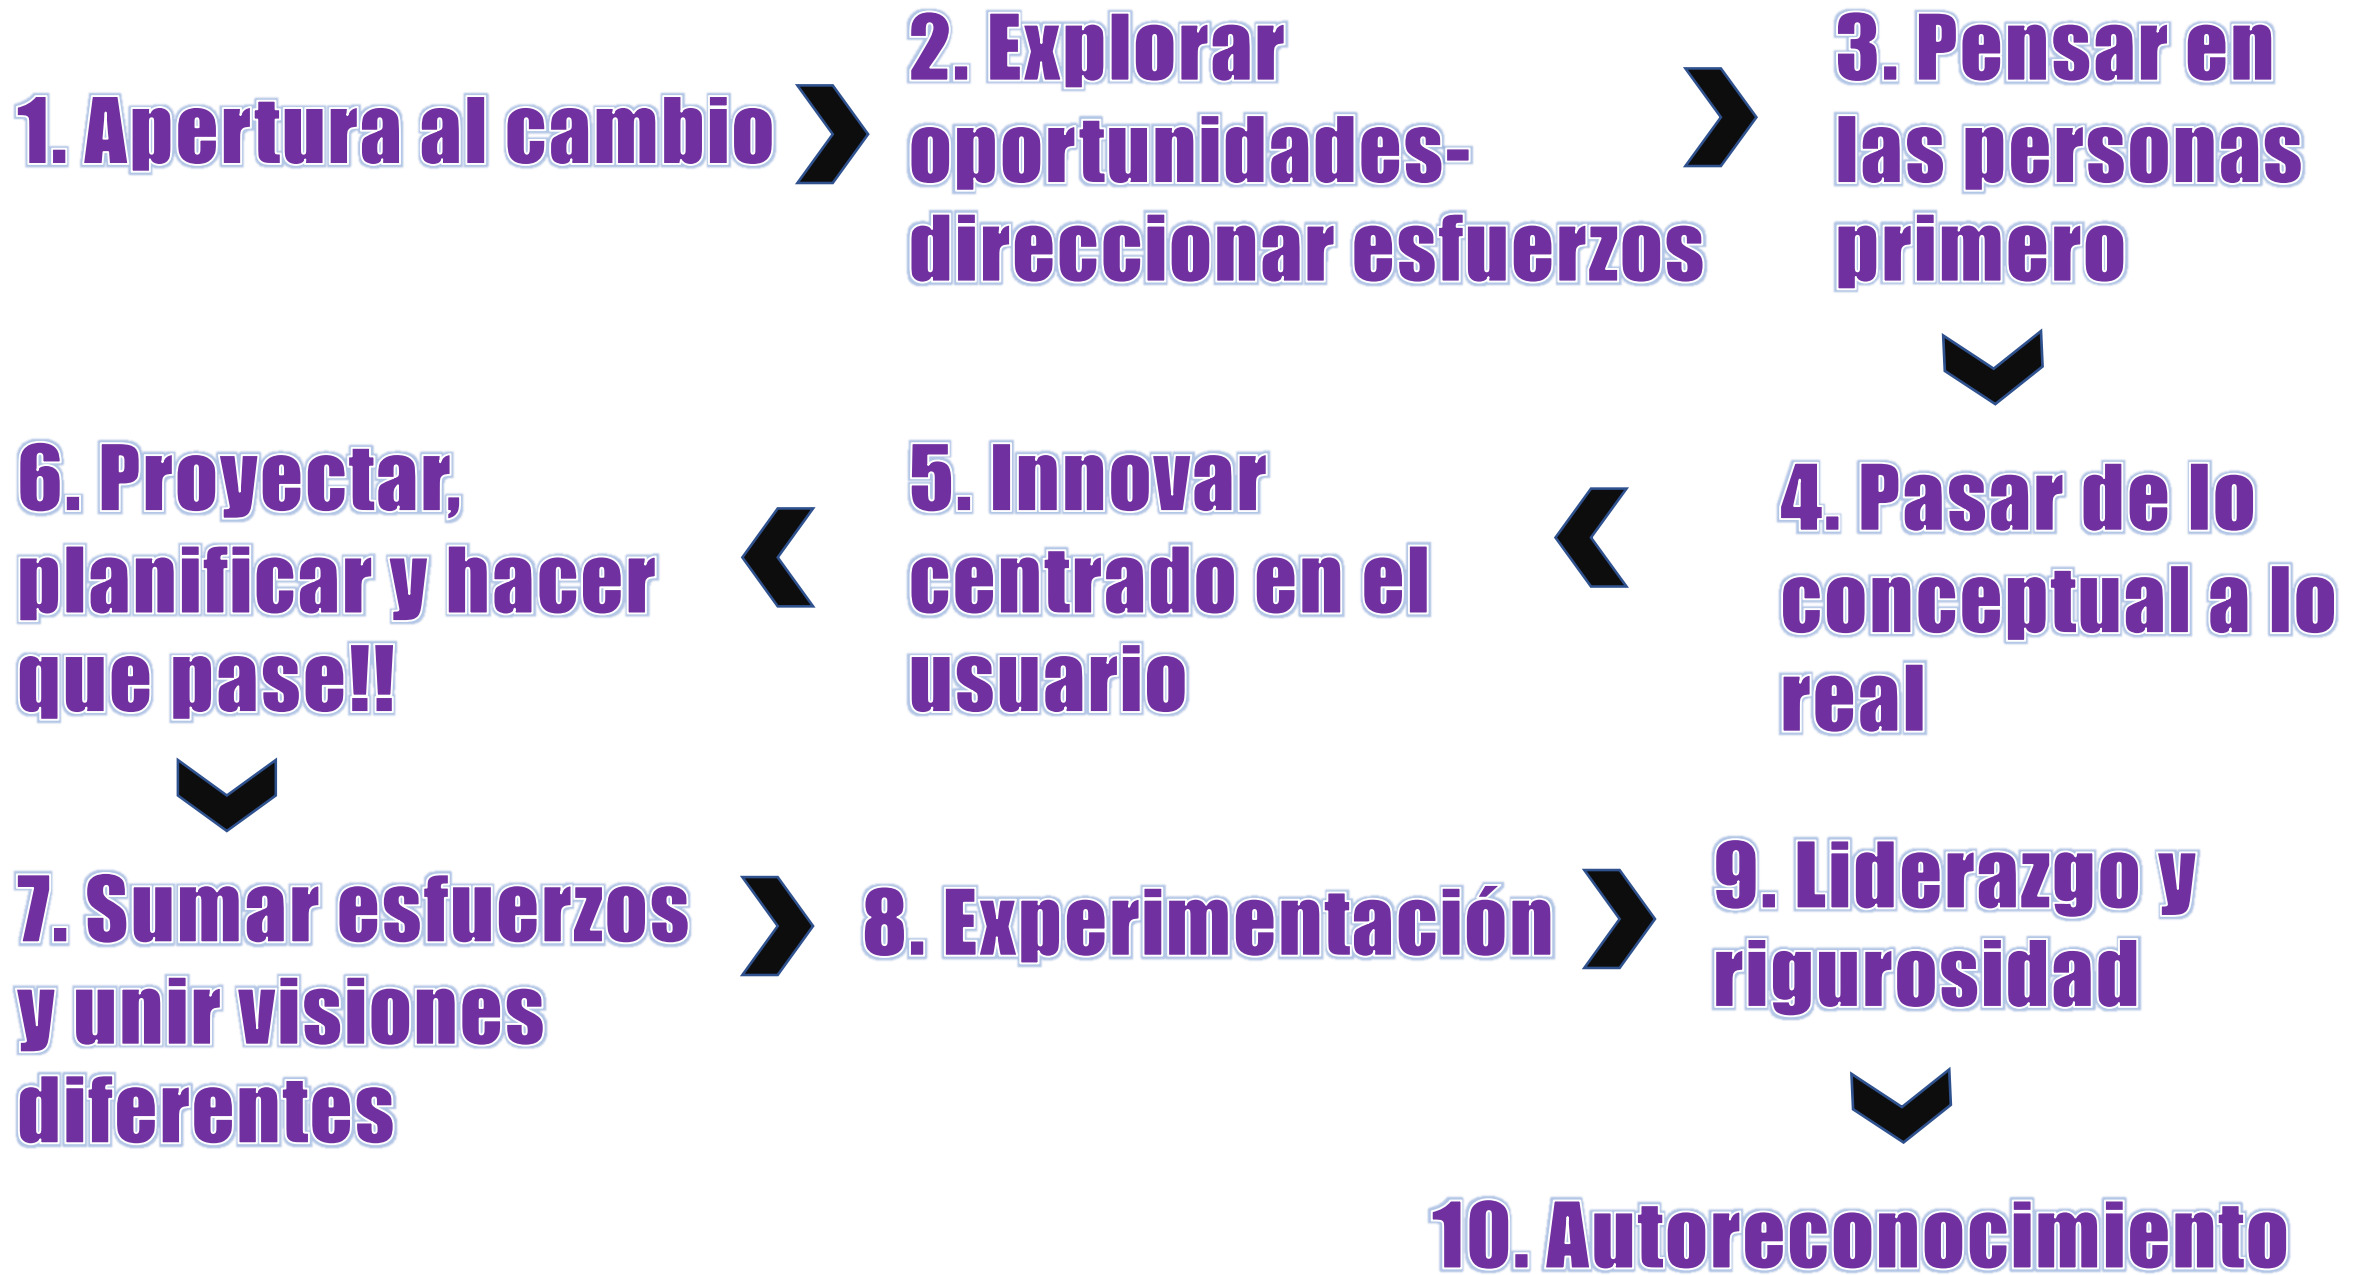 1. Apertura al cambio
2. Explorar
oportunidades-
direccionar esfuerzos
3. Pensar en
las personas
primero
4. Pasar de lo
conceptual a lo
real
5. Innovar
centrado en el
usuario
6. Proyectar,
planificar y hacer
que pase!!
7. Sumar esfuerzos
y unir visiones
diferentes
8. Experimentación
9. Liderazgo y
rigurosidad
10. Autoreconocimiento